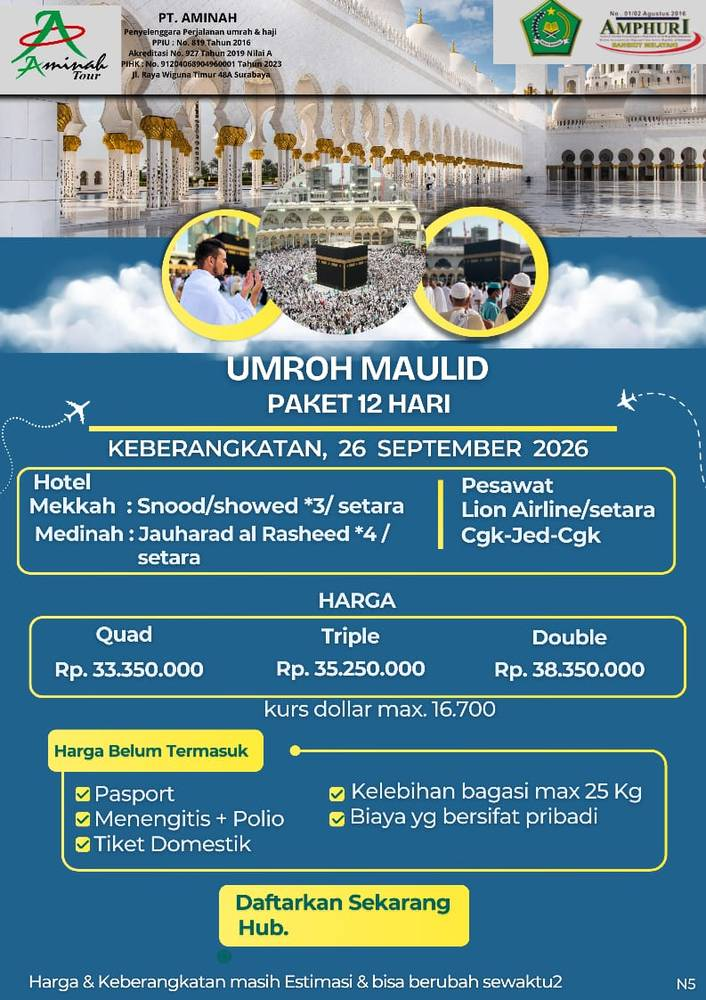 Aminah
Tour
PT. AMINAH
Penyelenggara Perjalanan umrah & haji
PPIU : No. 819 Tahun 2016
Akreditasi No. 927 Tahun 2019 Nilai A
PIHK : No. 91204068904960001 Tahun 2023
Jl. Raya Wiguna Timur 48A Surabaya
No . 01/02 Agustus 2016
AMPHURI
SANGKUT MELAYANI
UMROH MAULID
PAKET 12 HARI
KEBERANGKATAN, 26 SEPTEMBER 2026
Hotel
Mekkah : Snood/showed *3/ setara
Medinah : Jauharad al Rasheed *4 /
setara
Pesawat
Lion Airline/setara
Cgk-Jed-Cgk
HARGA
Quad
Rp. 33.350.000
Triple
Rp. 35.250.000
Double
Rp. 38.350.000
kurs dollar max. 16.700
Harga Belum Termasuk
Pasport
Menengitis + Polio
Tiket Domestik
Kelebihan bagasi max 25 Kg
Biaya yg bersifat pribadi
Daftarkan Sekarang
Hub.
Harga & Keberangkatan masih Estimasi & bisa berubah sewaktu2
N5